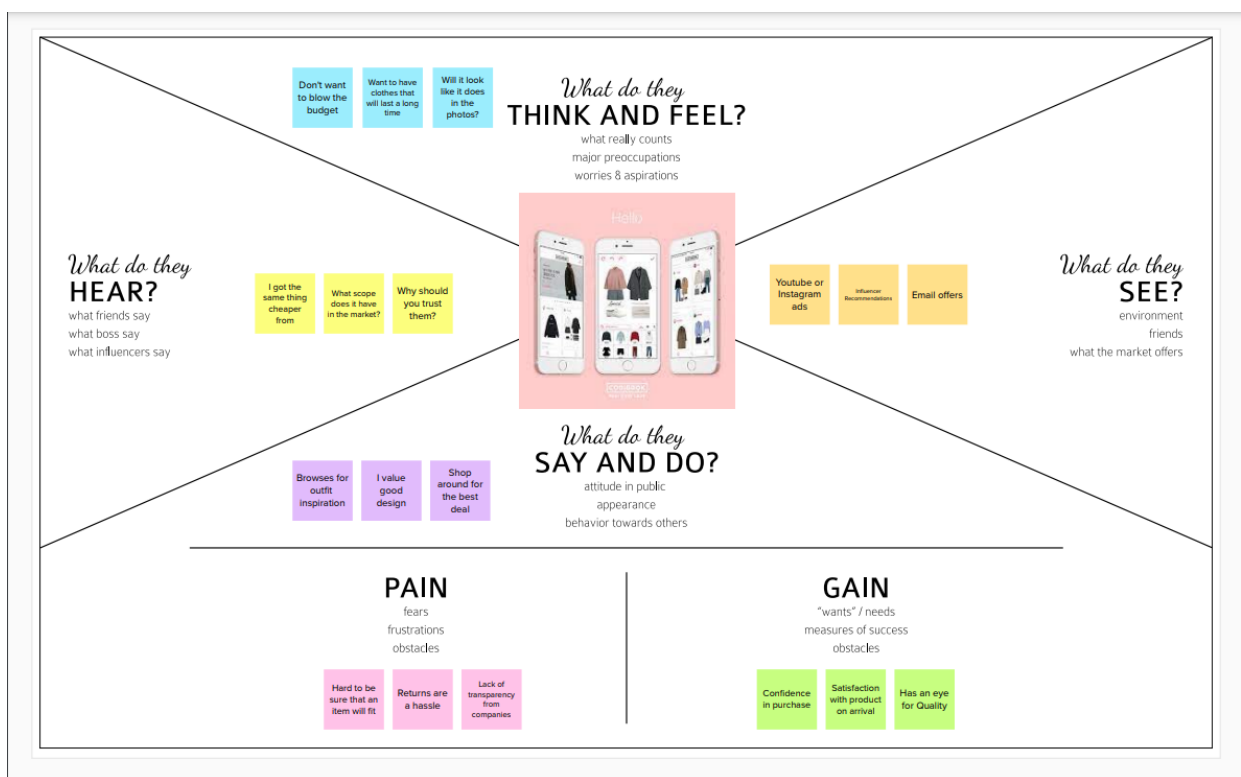 Don't want
to blow the
budget
Want to have
clothes that
will last a long
time
Will it look
like it does
in the
photos?
What do they
THINK AND FEEL?
what really counts
major preoccupations
worries & aspirations
What do they
HEAR?
what friends say
what boss say
what influencers say
I got the
same thing
cheaper
from
What scope
does it have
in the market?
Why should
you trust
them?
Hello
Youtube or
Instagram
ads
Influencer
Recommendations
Email offers
What do they
SEE?
environment
friends
what the market offers
What do they
SAY AND DO?
attitude in public
appearance
behavior towards others
Browses for
outfit
inspiration
I value
good
design
Shop
around for
the best
deal
PAIN
fears
frustrations
obstacles
Hard to be
sure that an
item will fit
Returns are
a hassle
Lack of
transparency
from
companies
GAIN
"wants" / needs
measures of success
obstacles
Confidence
in purchase
Satisfaction
with product
on arrival
Has an eye
for Quality